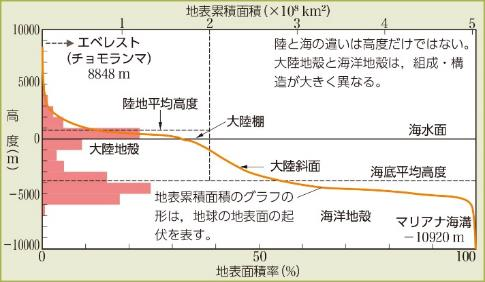 地表累積面積(×10⁸ km²)
0 1 2 3 4 5
10000
5000
0
−5000
−10000
高度(m)
エベレスト
(チョモランマ)
8848 m
陸と海の違いは高度だけではない。
大陸地殻と海洋地殻は，組成・構
造が大きく異なる。
陸地平均高度
大陸棚
海水面
大陸地殻
大陸斜面
海底平均高度
地表累積面積のグラフの
形は，地球の地表面の起
伏を表す。
海洋地殻
マリアナ海溝
−10920 m
0 50 100
地表面積率(%)